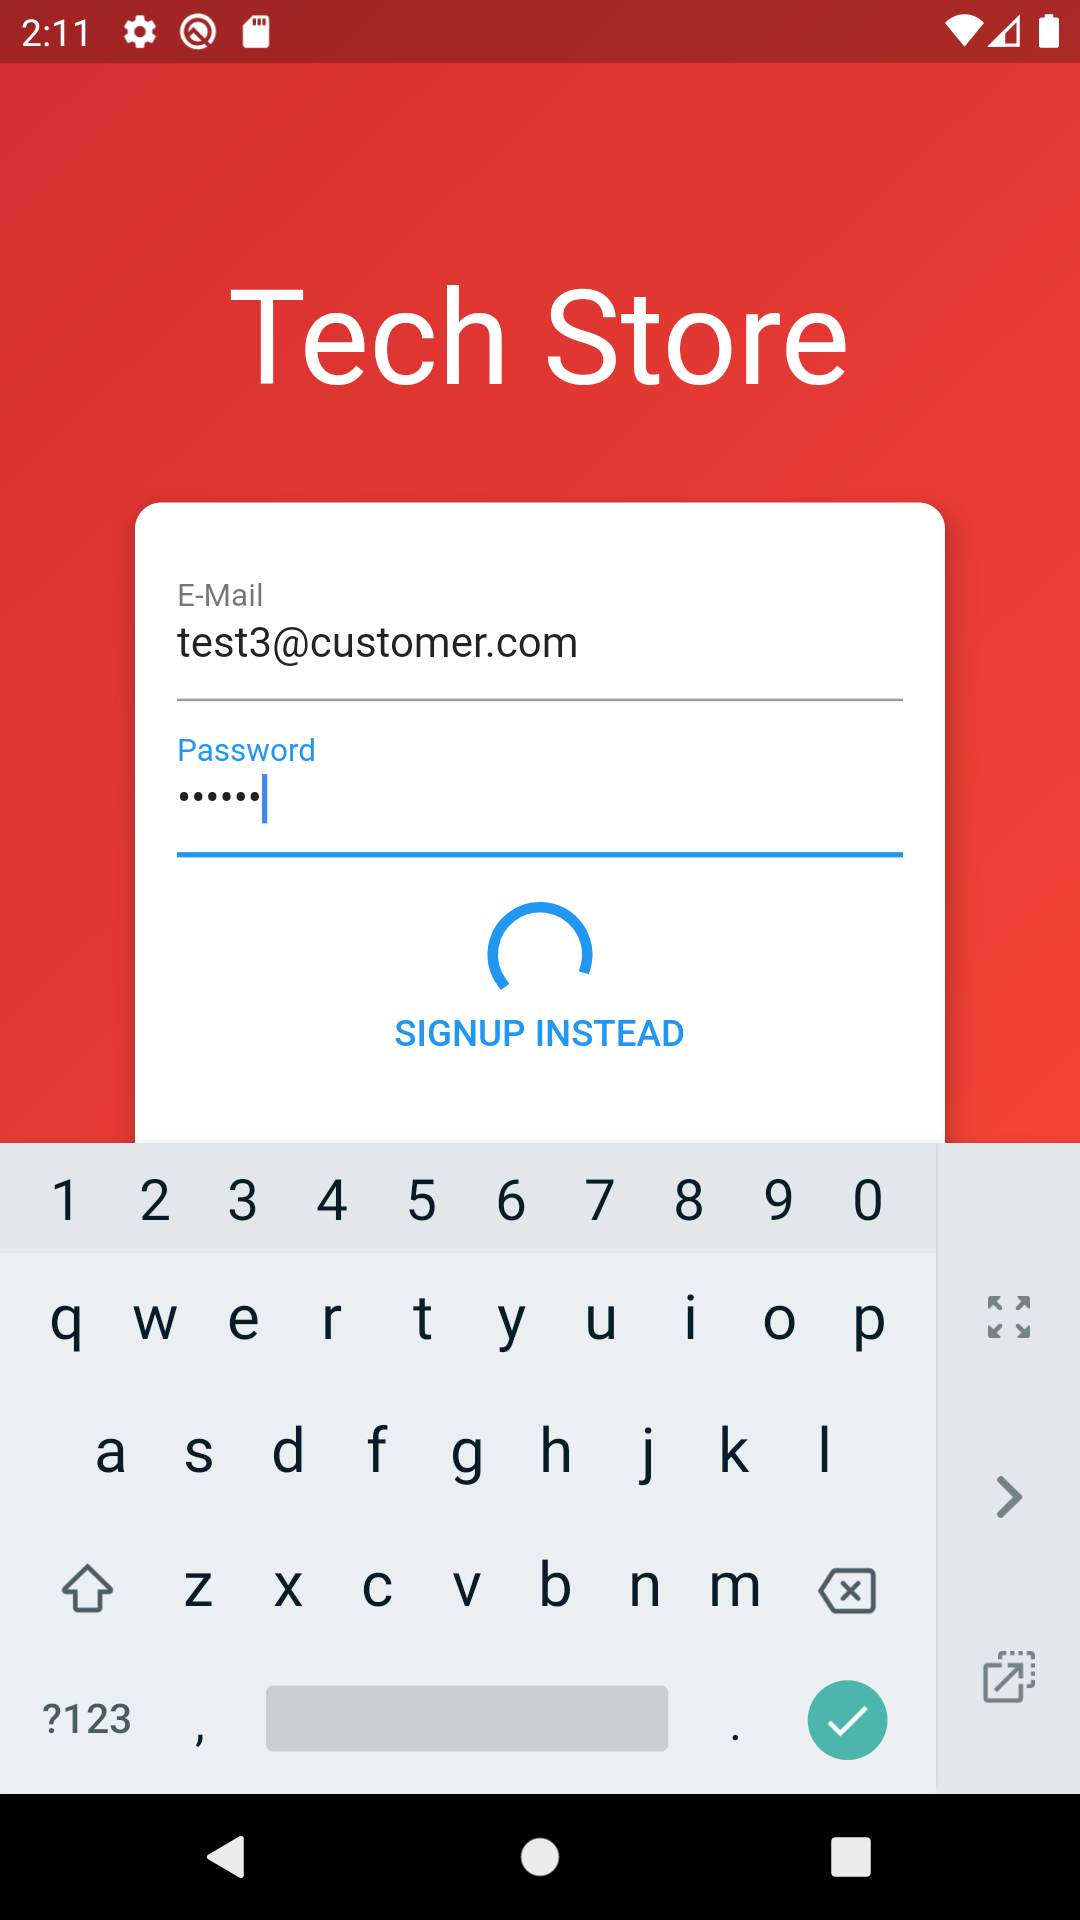 2:11
Tech Store
E-Mail
test3@customer.com
Password
••••••
SIGNUP INSTEAD
1 2 3 4 5 6 7 8 9 0
q w e r t y u i o p
a s d f g h j k l
z x c v b n m
?123 , .